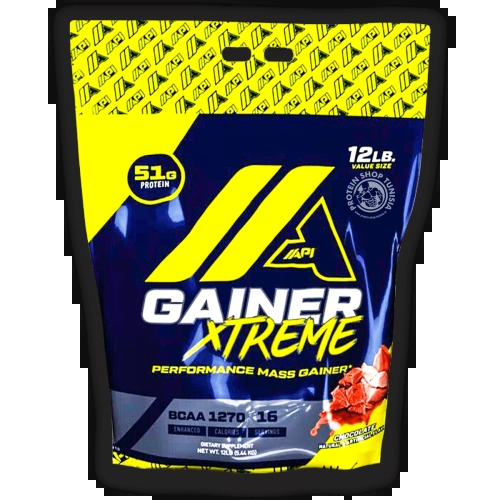 51G
PROTEIN
12LB.
VALUE SIZE
PROTEIN SHOP TUNISIA
API
GAINER
XTREME
PERFORMANCE MASS GAINER*
BCAA 1270 16
ENHANCED CALORIES SERVINGS
CHOCOLATE
NATURAL
DIETARY SUPPLEMENT
NET WT. 12LB (5.44 KG)